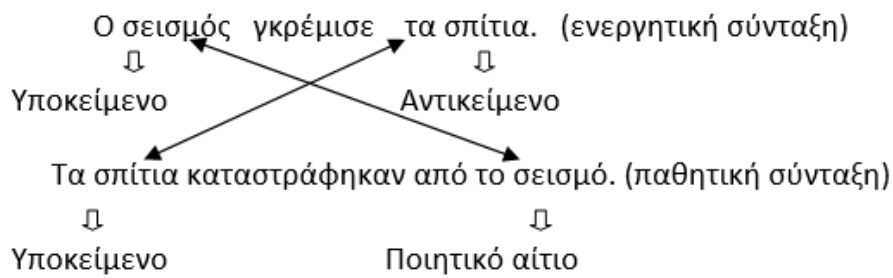 Ο σεισμός γκρέμισε τα σπίτια. (ενεργητική σύνταξη)
Υποκείμενο Αντικείμενο
Τα σπίτια καταστράφηκαν από το σεισμό. (παθητική σύνταξη)
Υποκείμενο Ποιητικό αίτιο